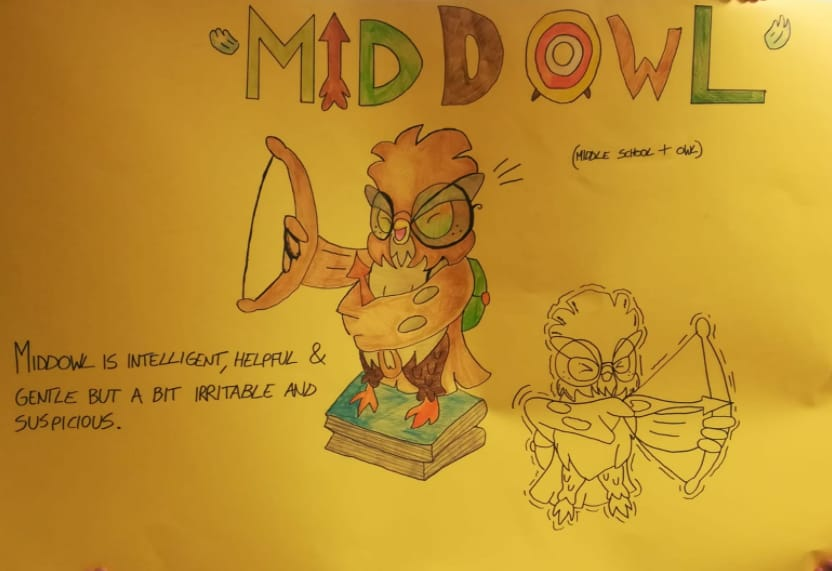 MIDDOWL
(MIDDLE SCHOOL + OWL)
MIDDOWL IS INTELLIGENT, HELPFUL &
GENTLE BUT A BIT IRRITABLE AND
SUSPICIOUS.